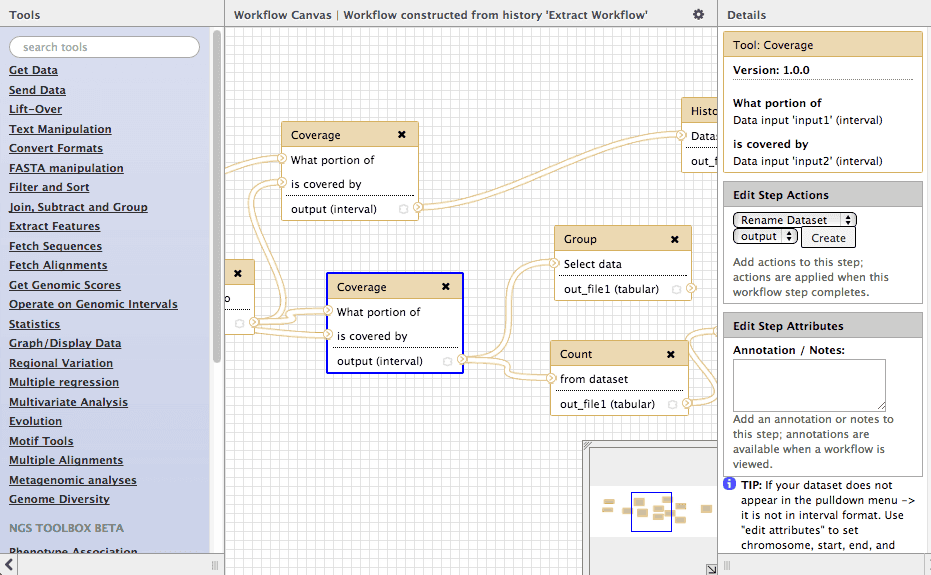 Tools
search tools
Get Data
Send Data
Lift-Over
Text Manipulation
Convert Formats
FASTA manipulation
Filter and Sort
Join, Subtract and Group
Extract Features
Fetch Sequences
Fetch Alignments
Get Genomic Scores
Operate on Genomic Intervals
Statistics
Graph/Display Data
Regional Variation
Multiple regression
Multivariate Analysis
Evolution
Motif Tools
Multiple Alignments
Metagenomic analyses
Genome Diversity
NGS TOOLBOX BETA
Phenotype Association
Workflow Canvas | Workflow constructed from history 'Extract Workflow'
Coverage
What portion of
is covered by
output (interval)
Histo
Datas
out_f
o
Coverage
What portion of
is covered by
output (interval)
Group
Select data
out_file1 (tabular)
Count
from dataset
out_file1 (tabular)
Details
Tool: Coverage
Version: 1.0.0
What portion of
Data input 'input1' (interval)
is covered by
Data input 'input2' (interval)
Edit Step Actions
Rename Dataset
output
Create
Add actions to this step;
actions are applied when this
workflow step completes.
Edit Step Attributes
Annotation / Notes:
Add an annotation or notes to
this step; annotations are
available when a workflow is
viewed.
TIP: If your dataset does not
appear in the pulldown menu ->
it is not in interval format. Use
"edit attributes" to set
chromosome, start, end, and